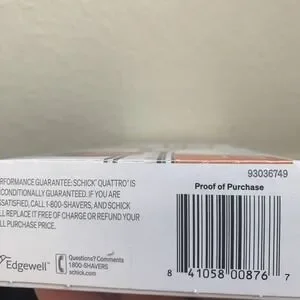 ERFORMANCE GUARANTEE: SCHICK® QUATTRO® IS
CONDITIONALLY GUARANTEED. IF YOU ARE
SSATISFIED, CALL 1-800-SHAVERS, AND SCHICK
LL REPLACE IT FREE OF CHARGE OR REFUND YOUR
LL PURCHASE PRICE.
Edgewell™
Questions? Comments
1-800-SHAVERS
schick.com
93036749
Proof of Purchase
8 41058 00876 7